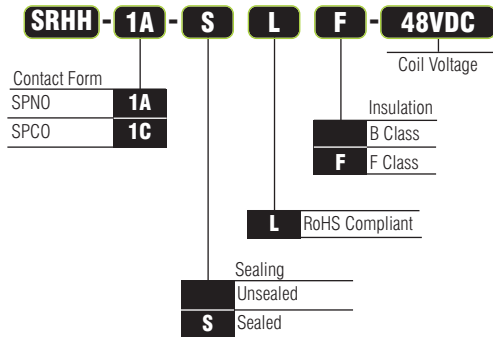 SRHH - 1A - S L F - 48VDC
Coil Voltage
Contact Form
SPNO 1A
SPCO 1C
Insulation
B Class
F F Class
L RoHS Compliant
Sealing
Unsealed
S Sealed